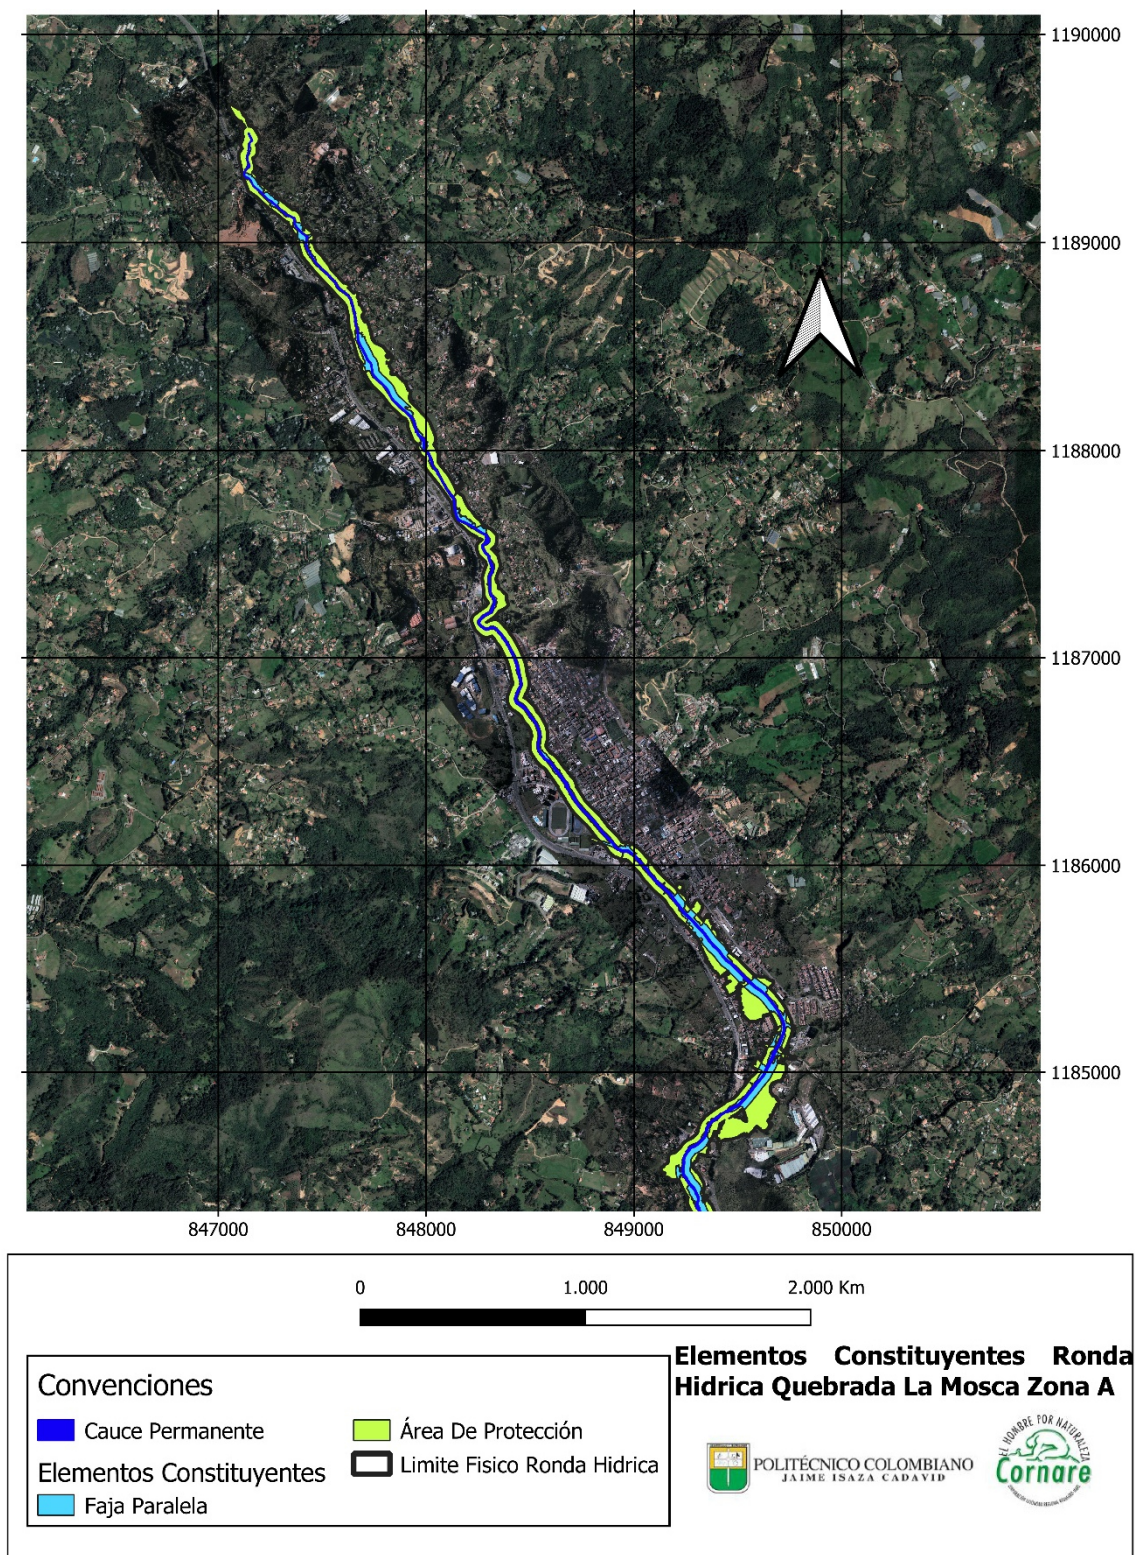 1190000
1189000
1188000
1187000
1186000
1185000
847000 848000 849000 850000
0 1.000 2.000 Km
Elementos Constituyentes Ronda
Hidrica Quebrada La Mosca Zona A
Convenciones
Cauce Permanente
Elementos Constituyentes
Faja Paralela
Área De Protección
Limite Fisico Ronda Hidrica
POLITÉCNICO COLOMBIANO
JAIME ISAZA CADAVID
EL HOMBRE POR NATURALEZA
Cornare